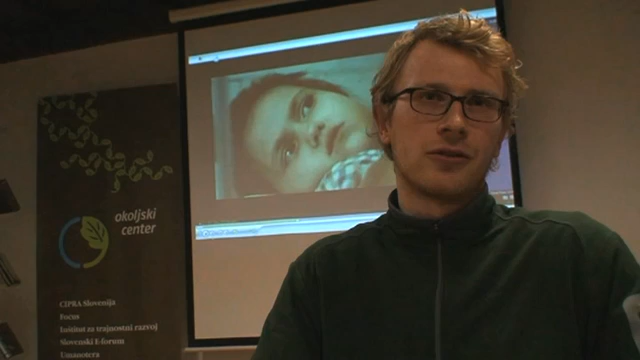 okoljski
center
CIPRA Slovenija
Focus
Inštitut za trajnostni razvoj
Slovenski E-forum
Umanotera